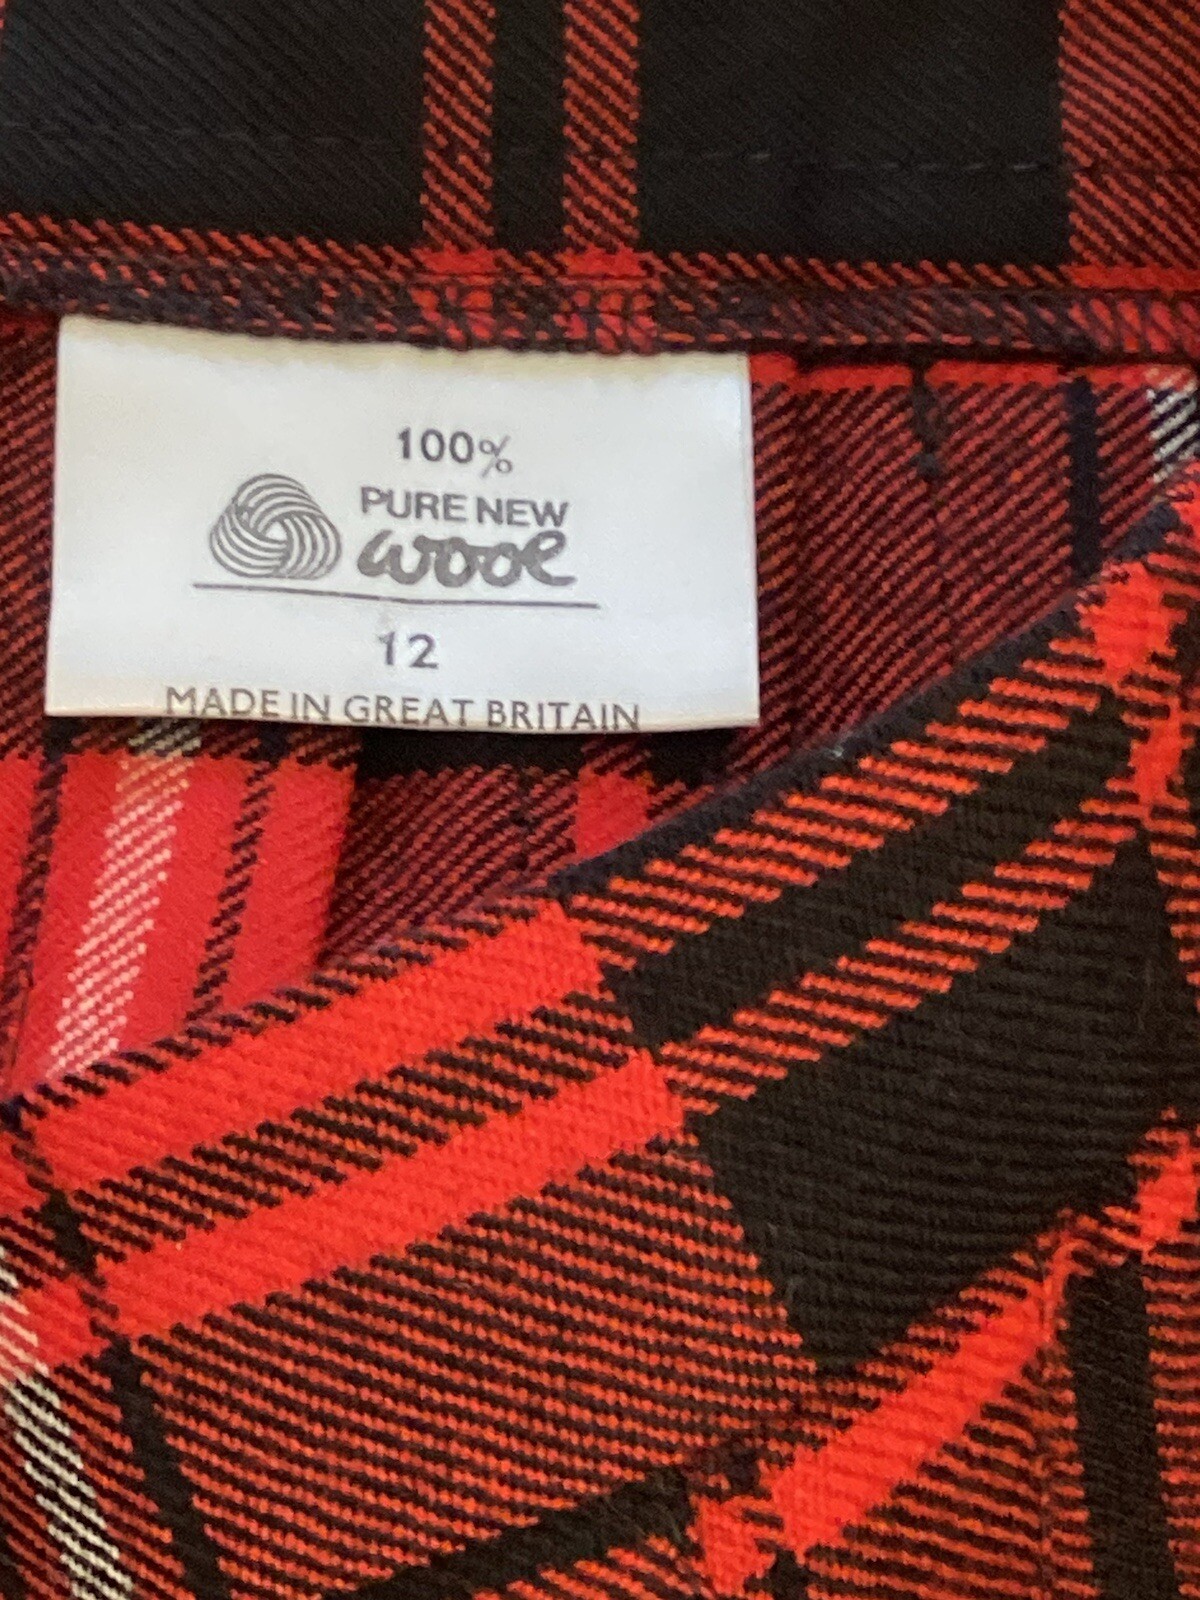 100%
PURE NEW
wool
12
MADE IN GREAT BRITAIN